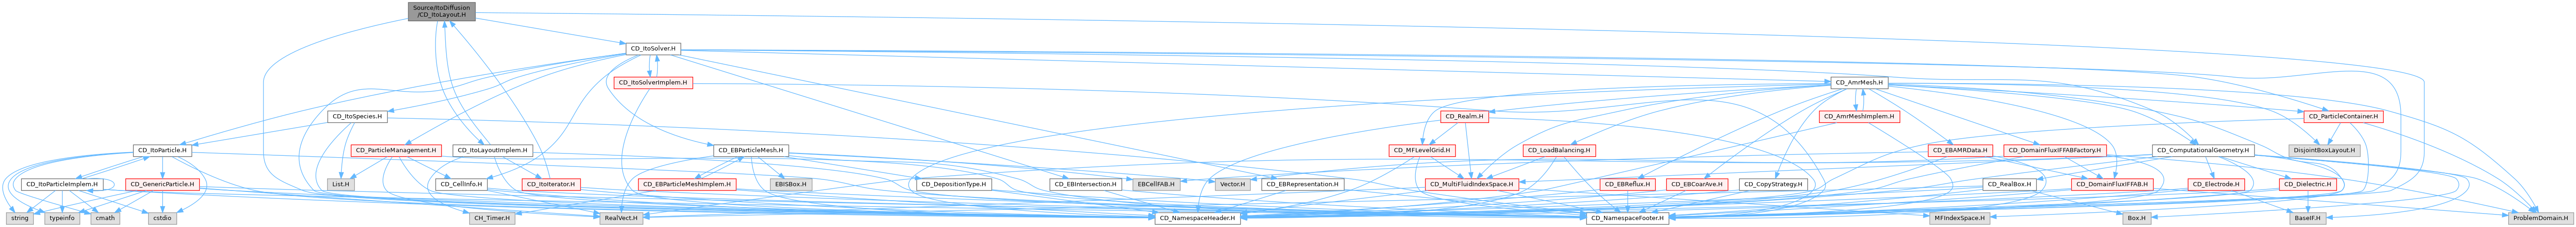 Source/ItoDiffusion
/CD_ItoLayout.H
CD_ItoSolver.H
CD_ItoSolverImplem.H
CD_AmrMesh.H
CD_ItoSpecies.H
CD_Realm.H
CD_AmrMeshImplem.H
CD_ParticleContainer.H
CD_ItoParticle.H
CD_ParticleManagement.H
CD_ItoLayoutImplem.H
CD_EBParticleMesh.H
CD_MFLevelGrid.H
CD_LoadBalancing.H
CD_EBAMRData.H
CD_DomainFluxIFFABFactory.H
CD_ComputationalGeometry.H
DisjointBoxLayout.H
CD_ItoParticleImplem.H
CD_GenericParticle.H
List.H
CD_CellInfo.H
CD_ItoIterator.H
CD_EBParticleMeshImplem.H
EBISBox.H
CD_DepositionType.H
CD_EBIntersection.H
EBCellFAB.H
Vector.H
CD_EBRepresentation.H
CD_MultiFluidIndexSpace.H
CD_EBReflux.H
CD_EBCoarAve.H
CD_CopyStrategy.H
CD_RealBox.H
CD_DomainFluxIFFAB.H
CD_Electrode.H
CD_Dielectric.H
string
typeinfo
cmath
cstdio
CH_Timer.H
RealVect.H
CD_NamespaceHeader.H
CD_NamespaceFooter.H
MFIndexSpace.H
Box.H
BaseIF.H
ProblemDomain.H